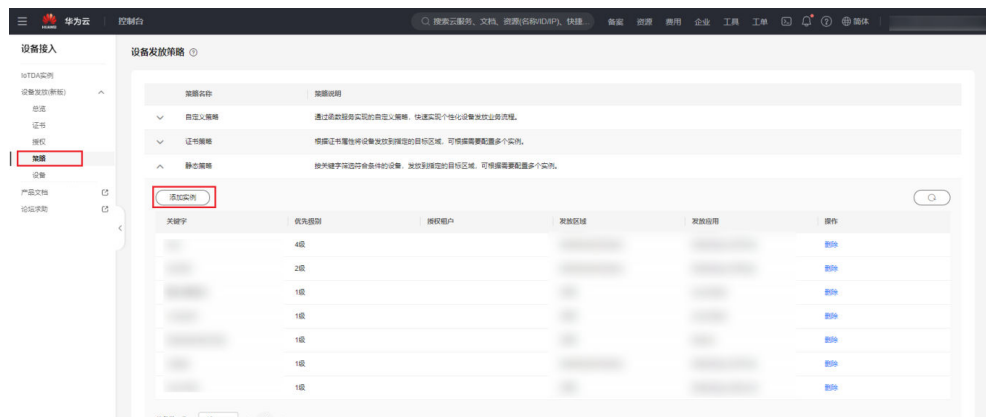 HUAWEI 华为云 控制台 搜索云服务、文档、资源(名称/ID/IP)、快捷... 备案 资源 费用 企业 工具 工单 简体
设备接入
设备发放策略
IoTDA实例
设备发放(新版)
总览
证书
授权
策略
设备
产品文档
论坛求助
策略名称 策略说明
自定义策略 通过函数服务实现的自定义策略，快速实现个性化设备发放业务流程。
证书策略 根据证书属性将设备发放到指定的目标区域，可根据需要配置多个实例。
静态策略 按关键字筛选符合条件的设备，发放到指定的目标区域，可根据需要配置多个实例。
添加实例
关键字 优先级别 授权租户 发放区域 发放应用 操作
4级 删除
2级 删除
1级 删除
1级 删除
1级 删除
1级 删除
1级 删除